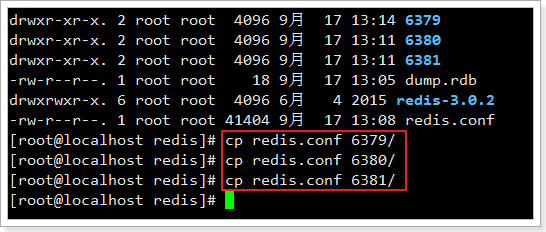 drwxr-xr-x. 2 root root  4096 9月  17 13:14 6379
drwxr-xr-x. 2 root root  4096 9月  17 13:11 6380
drwxr-xr-x. 2 root root  4096 9月  17 13:11 6381
-rw-r--r--. 1 root root    18 9月  17 13:05 dump.rdb
drwxrwxr-x. 6 root root  4096 6月   4 2015 redis-3.0.2
-rw-r--r--. 1 root root 41404 9月  17 13:08 redis.conf
[root@localhost redis]# cp redis.conf 6379/
[root@localhost redis]# cp redis.conf 6380/
[root@localhost redis]# cp redis.conf 6381/
[root@localhost redis]#